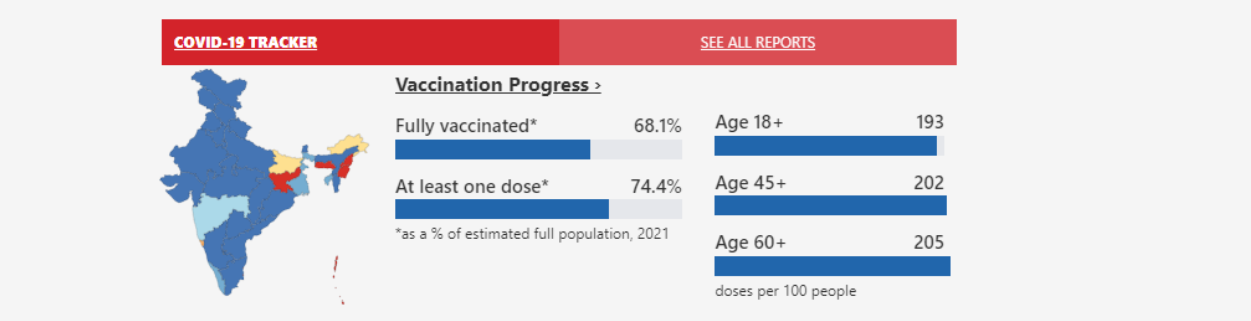 COVID-19 TRACKER
SEE ALL REPORTS
Vaccination Progress ›
Fully vaccinated* 68.1%
At least one dose* 74.4%
*as a % of estimated full population, 2021
Age 18+ 193
Age 45+ 202
Age 60+ 205
doses per 100 people